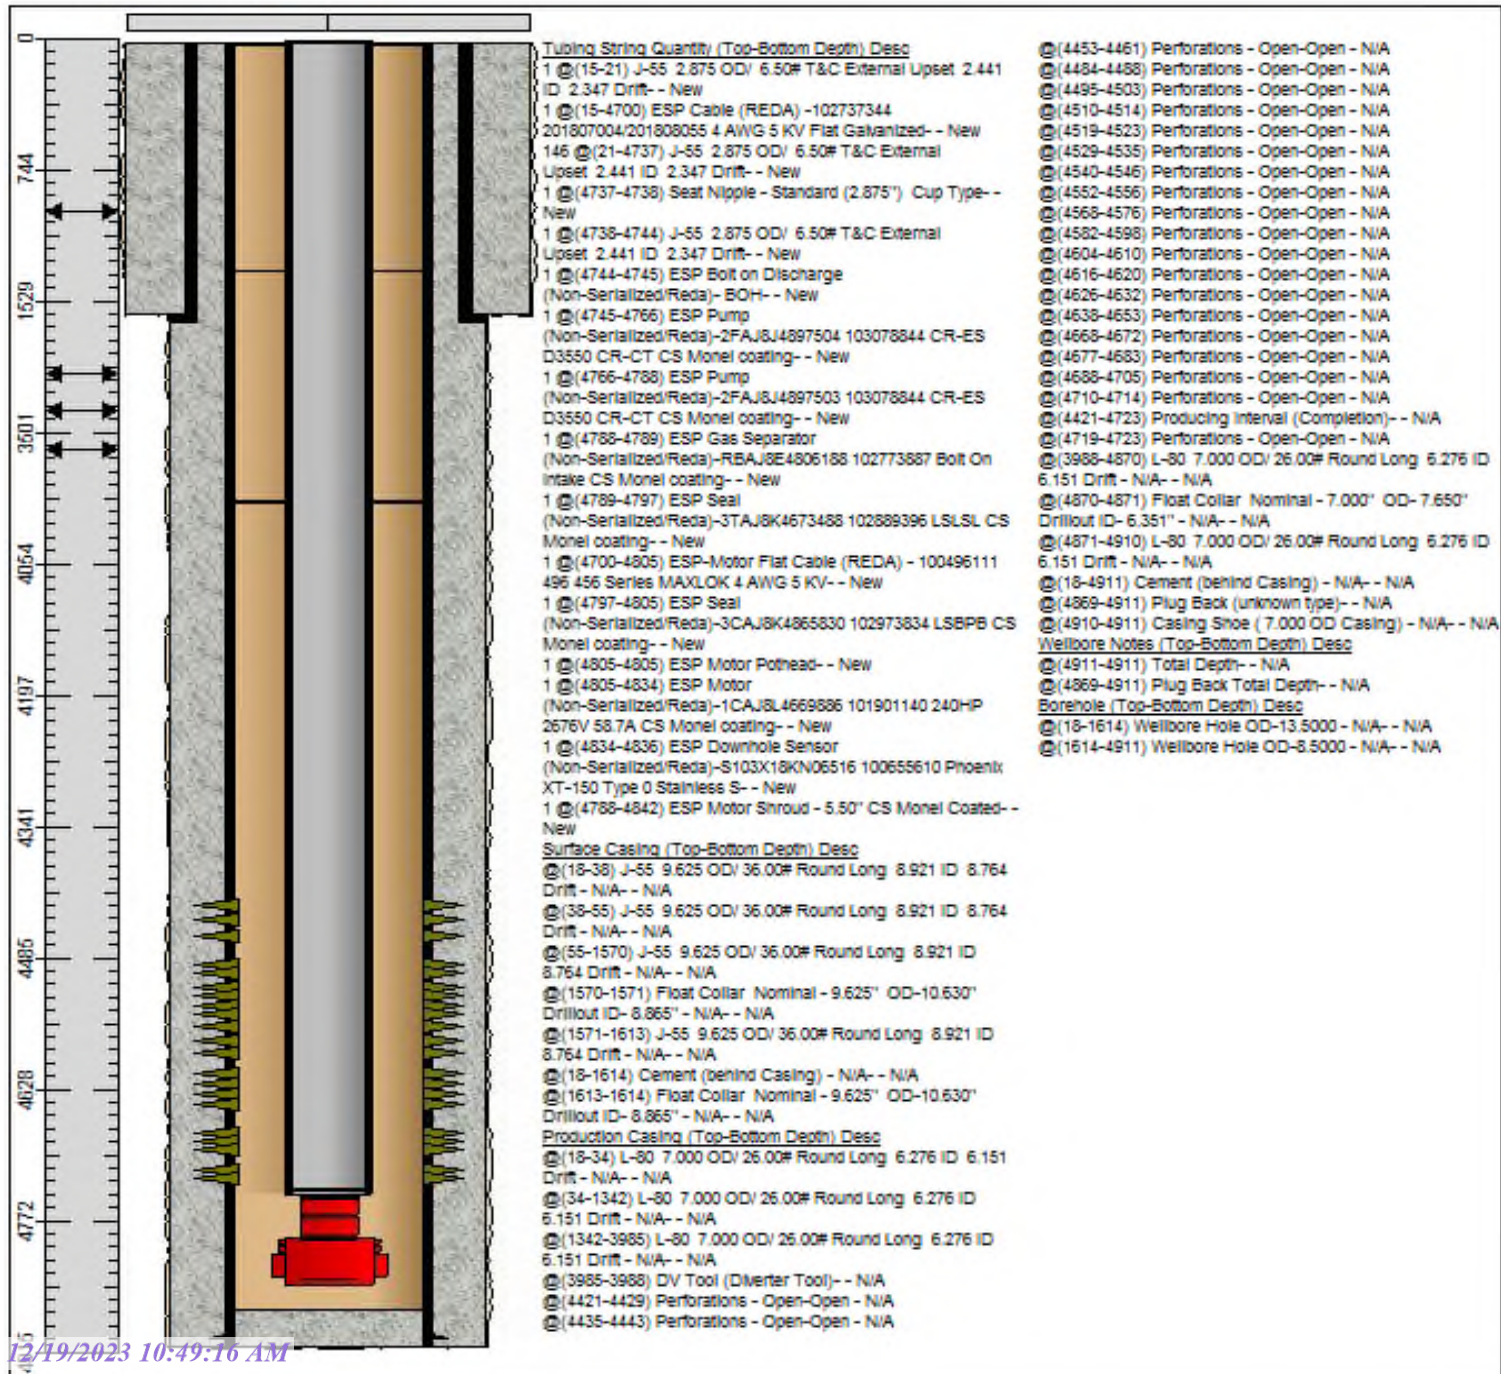 0
744
1529
3501
4054
4197
4341
4485
4628
4772
Tubing String Quantity (Top-Bottom Depth) Desc
1 @(15-21) J-55 2.875 OD/ 6.50# T&C External Upset 2.441
ID 2.347 Drift- - New
1 @(15-4700) ESP Cable (REDA) -102737344
201807004/201808055 4 AWG 5 KV Flat Galvanized- - New
146 @(21-4737) J-55 2.875 OD/ 6.50# T&C External
Upset 2.441 ID 2.347 Drift- - New
1 @(4737-4738) Seat Nipple - Standard (2.875") Cup Type- -
New
1 @(4738-4744) J-55 2.875 OD/ 6.50# T&C External
Upset 2.441 ID 2.347 Drift- - New
1 @(4744-4745) ESP Bolt on Discharge
(Non-Serialized/Reda)- BOH- - New
1 @(4745-4766) ESP Pump
(Non-Serialized/Reda)-2FAJ8J4897504 103078844 CR-ES
D3550 CR-CT CS Monel coating- - New
1 @(4766-4788) ESP Pump
(Non-Serialized/Reda)-2FAJ8J4897503 103078844 CR-ES
D3550 CR-CT CS Monel coating- - New
1 @(4788-4789) ESP Gas Separator
(Non-Serialized/Reda)-RBAJ8E4806188 102773887 Bolt On
Intake CS Monel coating- - New
1 @(4789-4797) ESP Seal
(Non-Serialized/Reda)-3TAJ8K4673488 102889396 LSLSL CS
Monel coating- - New
1 @(4700-4805) ESP-Motor Flat Cable (REDA) - 100496111
496 456 Series MAXLOK 4 AWG 5 KV- - New
1 @(4797-4805) ESP Seal
(Non-Serialized/Reda)-3CAJ8K4865830 102973834 LSBPB CS
Monel coating- - New
1 @(4805-4805) ESP Motor Pothead- - New
1 @(4805-4834) ESP Motor
(Non-Serialized/Reda)-1CAJ8L4669886 101901140 240HP
2676V 58.7A CS Monel coating- - New
1 @(4834-4836) ESP Downhole Sensor
(Non-Serialized/Reda)-S103X18KN06516 100655610 Phoenix
XT-150 Type 0 Stainless S- - New
1 @(4788-4842) ESP Motor Shroud - 5.50" CS Monel Coated- -
New
Surface Casing (Top-Bottom Depth) Desc
@(18-38) J-55 9.625 OD/ 36.00# Round Long 8.921 ID 8.764
Drift - N/A- - N/A
@(38-55) J-55 9.625 OD/ 36.00# Round Long 8.921 ID 8.764
Drift - N/A- - N/A
@(55-1570) J-55 9.625 OD/ 36.00# Round Long 8.921 ID
8.764 Drift - N/A- - N/A
@(1570-1571) Float Collar Nominal - 9.625" OD-10.630"
Drillout ID- 8.865" - N/A- - N/A
@(1571-1613) J-55 9.625 OD/ 36.00# Round Long 8.921 ID
8.764 Drift - N/A- - N/A
@(18-1614) Cement (behind Casing) - N/A- - N/A
@(1613-1614) Float Collar Nominal - 9.625" OD-10.630"
Drillout ID- 8.865" - N/A- - N/A
Production Casing (Top-Bottom Depth) Desc
@(18-34) L-80 7.000 OD/ 26.00# Round Long 6.276 ID 6.151
Drift - N/A- - N/A
@(34-1342) L-80 7.000 OD/ 26.00# Round Long 6.276 ID
6.151 Drift - N/A- - N/A
@(1342-3985) L-80 7.000 OD/ 26.00# Round Long 6.276 ID
6.151 Drift - N/A- - N/A
@(3985-3988) DV Tool (Diverter Tool)- - N/A
@(4421-4429) Perforations - Open-Open - N/A
@(4435-4443) Perforations - Open-Open - N/A
@(4453-4461) Perforations - Open-Open - N/A
@(4484-4488) Perforations - Open-Open - N/A
@(4495-4503) Perforations - Open-Open - N/A
@(4510-4514) Perforations - Open-Open - N/A
@(4519-4523) Perforations - Open-Open - N/A
@(4529-4535) Perforations - Open-Open - N/A
@(4540-4546) Perforations - Open-Open - N/A
@(4552-4556) Perforations - Open-Open - N/A
@(4568-4576) Perforations - Open-Open - N/A
@(4582-4598) Perforations - Open-Open - N/A
@(4604-4610) Perforations - Open-Open - N/A
@(4616-4620) Perforations - Open-Open - N/A
@(4626-4632) Perforations - Open-Open - N/A
@(4638-4653) Perforations - Open-Open - N/A
@(4668-4672) Perforations - Open-Open - N/A
@(4677-4683) Perforations - Open-Open - N/A
@(4688-4705) Perforations - Open-Open - N/A
@(4710-4714) Perforations - Open-Open - N/A
@(4421-4723) Producing Interval (Completion)- - N/A
@(4719-4723) Perforations - Open-Open - N/A
@(3988-4870) L-80 7.000 OD/ 26.00# Round Long 6.276 ID
6.151 Drift - N/A- - N/A
@(4870-4871) Float Collar Nominal - 7.000" OD- 7.650"
Drillout ID- 6.351" - N/A- - N/A
@(4871-4910) L-80 7.000 OD/ 26.00# Round Long 6.276 ID
6.151 Drift - N/A- - N/A
@(18-4911) Cement (behind Casing) - N/A- - N/A
@(4869-4911) Plug Back (unknown type)- - N/A
@(4910-4911) Casing Shoe ( 7.000 OD Casing) - N/A- - N/A
Wellbore Notes (Top-Bottom Depth) Desc
@(4911-4911) Total Depth- - N/A
@(4869-4911) Plug Back Total Depth- - N/A
Borehole (Top-Bottom Depth) Desc
@(18-1614) Wellbore Hole OD-13.5000 - N/A- - N/A
@(1614-4911) Wellbore Hole OD-8.5000 - N/A- - N/A
12/19/2023 10:49:16 AM